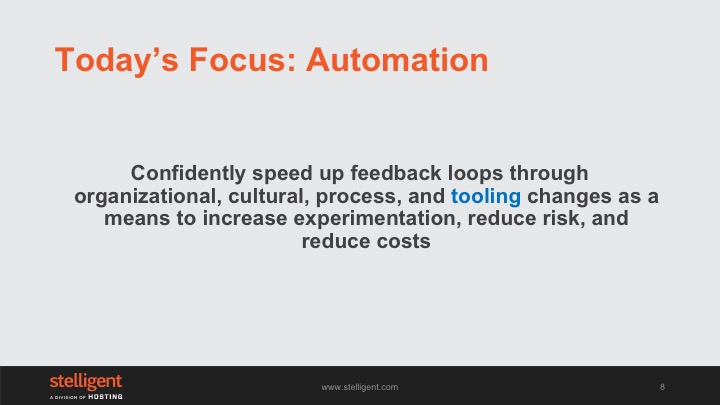 Today’s Focus: Automation
Confidently speed up feedback loops through
organizational, cultural, process, and tooling changes as a
means to increase experimentation, reduce risk, and
reduce costs
stelligent
A DIVISION OF HOSTING
www.stelligent.com
8